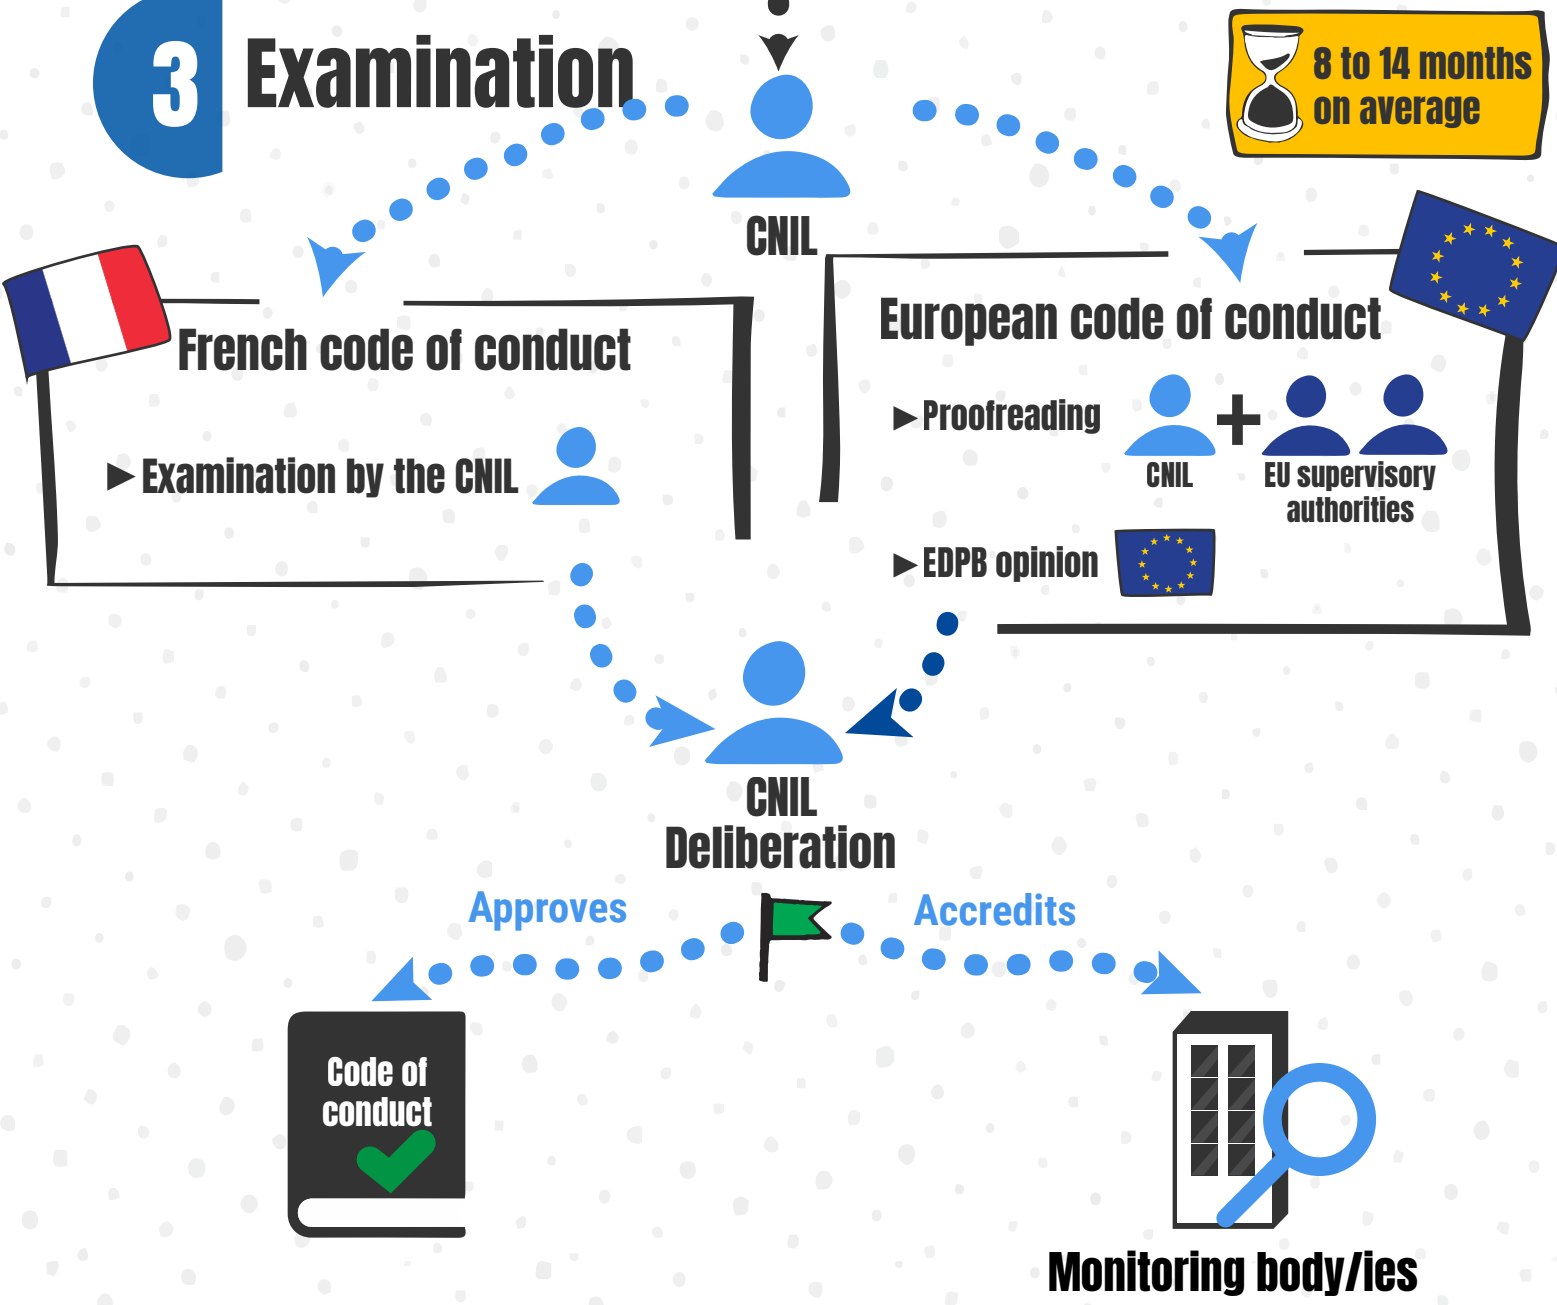 3
Examination
8 to 14 months
on average
CNIL
French code of conduct
►Examination by the CNIL
European code of conduct
►Proofreading
CNIL
+
EU supervisory
authorities
►EDPB opinion
CNIL
Deliberation
Approves
Accredits
Code of
conduct
Monitoring body/ies